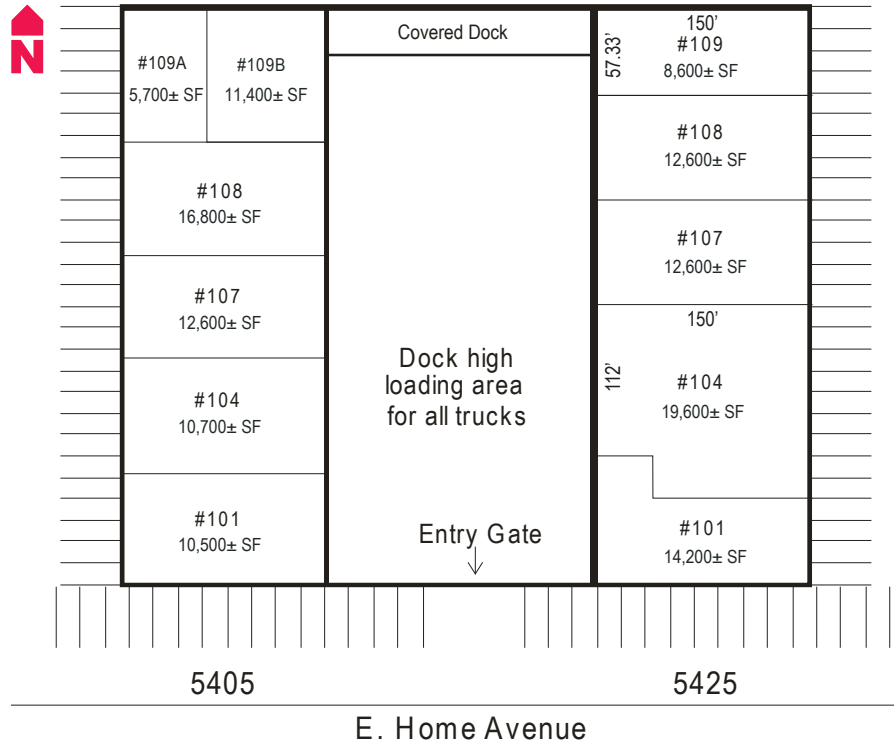 N
#109A
5,700± SF
#109B
11,400± SF
#108
16,800± SF
#107
12,600± SF
#104
10,700± SF
#101
10,500± SF
Covered Dock
Dock high
loading area
for all trucks
Entry Gate
150'
57.33'
#109
8,600± SF
#108
12,600± SF
#107
12,600± SF
150'
112'
#104
19,600± SF
#101
14,200± SF
5405
5425
E. Home Avenue